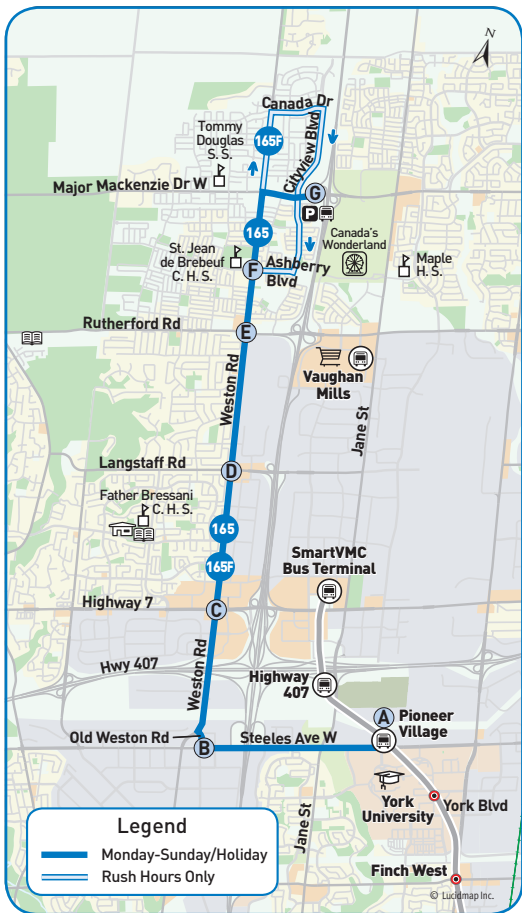 N
Canada Dr
Tommy
Douglas
S. S.
165F
Cityview Blvd
Major Mackenzie Dr W
G
P
165
St. Jean
de Brebeuf
C. H. S.
Canada's
Wonderland
F
Ashberry
Blvd
Maple
H. S.
Rutherford Rd
E
Vaughan
Mills
Weston Rd
Jane St
Langstaff Rd
D
Father Bressani
C. H. S.
165
SmartVMC
Bus Terminal
165F
Highway 7
C
Weston Rd
Hwy 407
Highway
407
A
Pioneer
Village
Old Weston Rd
B
Steeles Ave W
York
University
York Blvd
Jane St
Finch West
Legend
Monday-Sunday/Holiday
Rush Hours Only
© Lucidmap Inc.